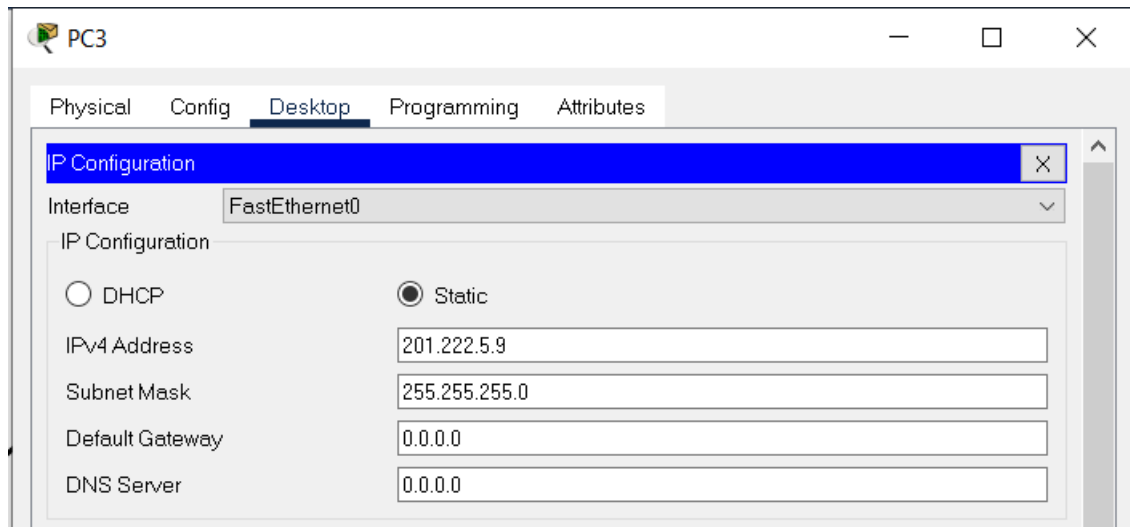 PC3
Physical Config Desktop Programming Attributes
IP Configuration X
Interface FastEthernet0
IP Configuration
DHCP Static
IPv4 Address 201.222.5.9
Subnet Mask 255.255.255.0
Default Gateway 0.0.0.0
DNS Server 0.0.0.0